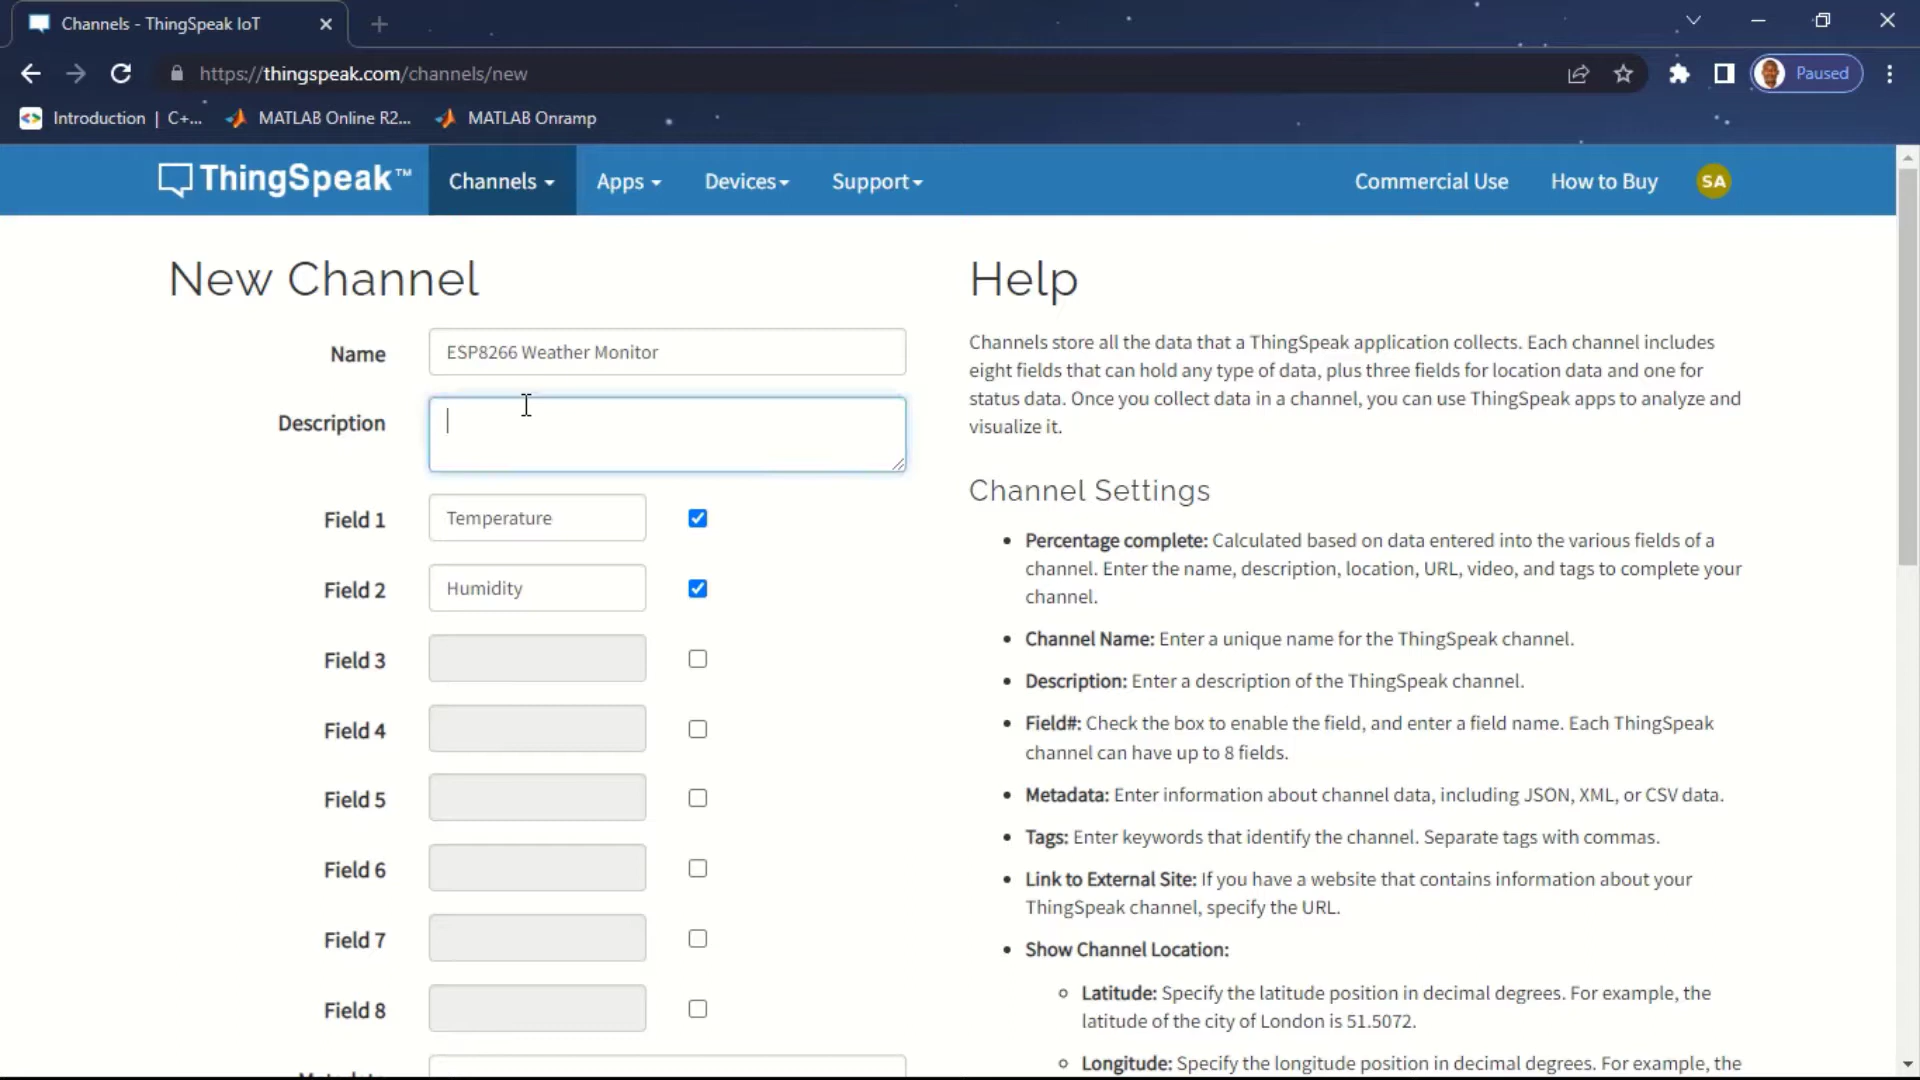 Channels - ThingSpeak IoT
https://thingspeak.com/channels/new
Paused
Introduction | C+...
MATLAB Online R2...
MATLAB Onramp
ThingSpeak™
Channels
Apps
Devices
Support
Commercial Use
How to Buy
SA
New Channel
Name
ESP8266 Weather Monitor
Description
Field 1
Temperature
Field 2
Humidity
Field 3
Field 4
Field 5
Field 6
Field 7
Field 8
Help
Channels store all the data that a ThingSpeak application collects. Each channel includes
eight fields that can hold any type of data, plus three fields for location data and one for
status data. Once you collect data in a channel, you can use ThingSpeak apps to analyze and
visualize it.
Channel Settings
• Percentage complete: Calculated based on data entered into the various fields of a
channel. Enter the name, description, location, URL, video, and tags to complete your
channel.
• Channel Name: Enter a unique name for the ThingSpeak channel.
• Description: Enter a description of the ThingSpeak channel.
• Field#: Check the box to enable the field, and enter a field name. Each ThingSpeak
channel can have up to 8 fields.
• Metadata: Enter information about channel data, including JSON, XML, or CSV data.
• Tags: Enter keywords that identify the channel. Separate tags with commas.
• Link to External Site: If you have a website that contains information about your
ThingSpeak channel, specify the URL.
• Show Channel Location:
○ Latitude: Specify the latitude position in decimal degrees. For example, the
latitude of the city of London is 51.5072.
○ Longitude: Specify the longitude position in decimal degrees. For example, the